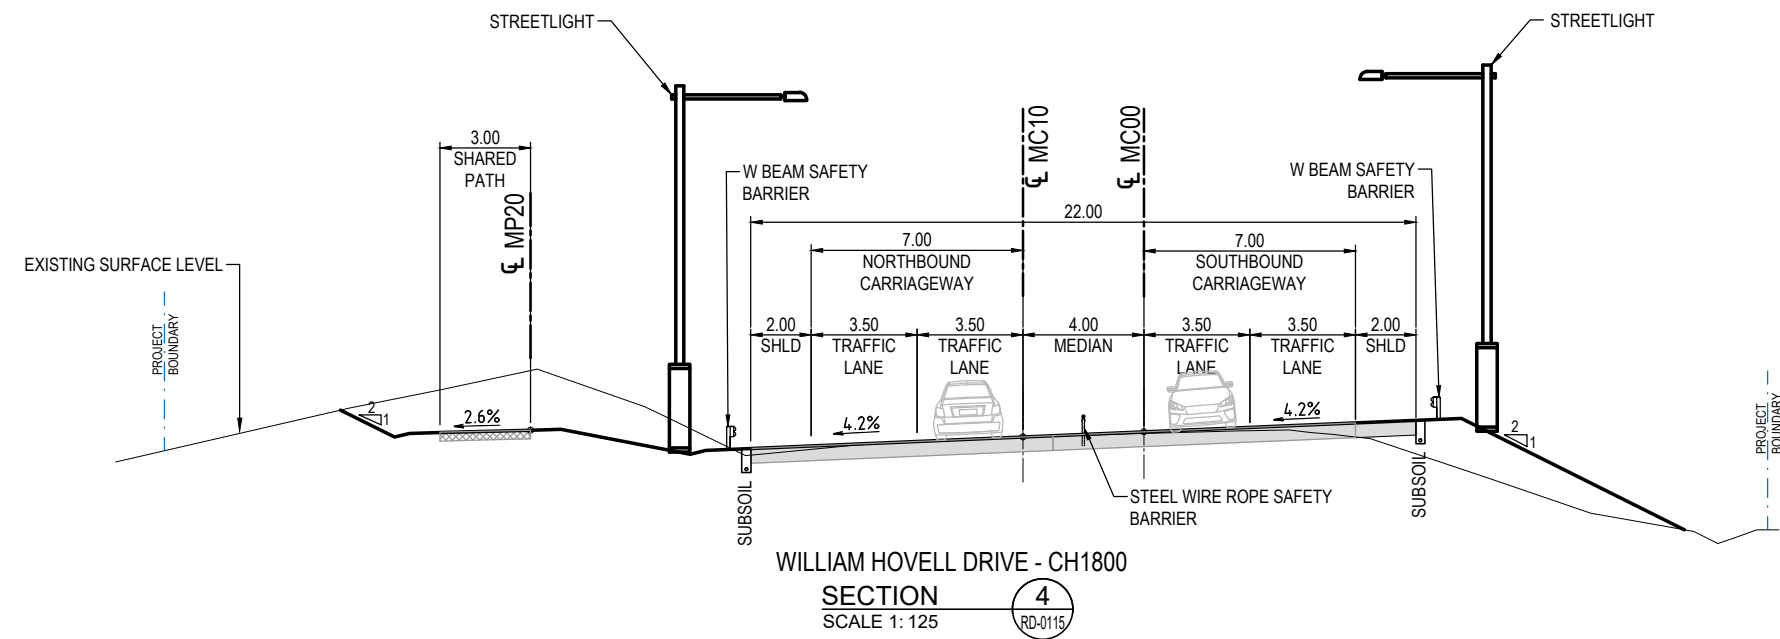 STREETLIGHT
STREETLIGHT
3.00
SHARED
PATH
℄ MP20
℄ MC10
℄ MC00
W BEAM SAFETY
BARRIER
W BEAM SAFETY
BARRIER
22.00
7.00
NORTHBOUND
CARRIAGEWAY
7.00
SOUTHBOUND
CARRIAGEWAY
EXISTING SURFACE LEVEL
PROJECT
BOUNDARY
2.00
SHLD
3.50
TRAFFIC
LANE
3.50
TRAFFIC
LANE
4.00
MEDIAN
3.50
TRAFFIC
LANE
3.50
TRAFFIC
LANE
2.00
SHLD
2
1
2.6%
4.2%
4.2%
2
1
PROJECT
BOUNDARY
SUBSOIL
STEEL WIRE ROPE SAFETY
BARRIER
SUBSOIL
WILLIAM HOVELL DRIVE - CH1800
SECTION
SCALE 1: 125
4
RD-0115